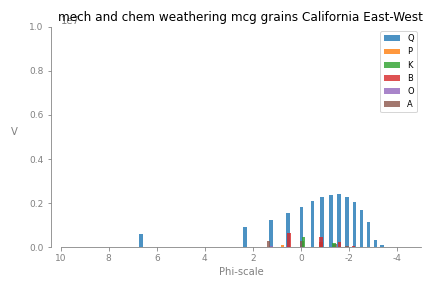 mech and chem weathering mcg grains California East-West
1e7
1.0
0.8
0.6
0.4
0.2
0.0
V
10 8 6 4 2 0 -2 -4
Phi-scale
Q
P
K
B
O
A